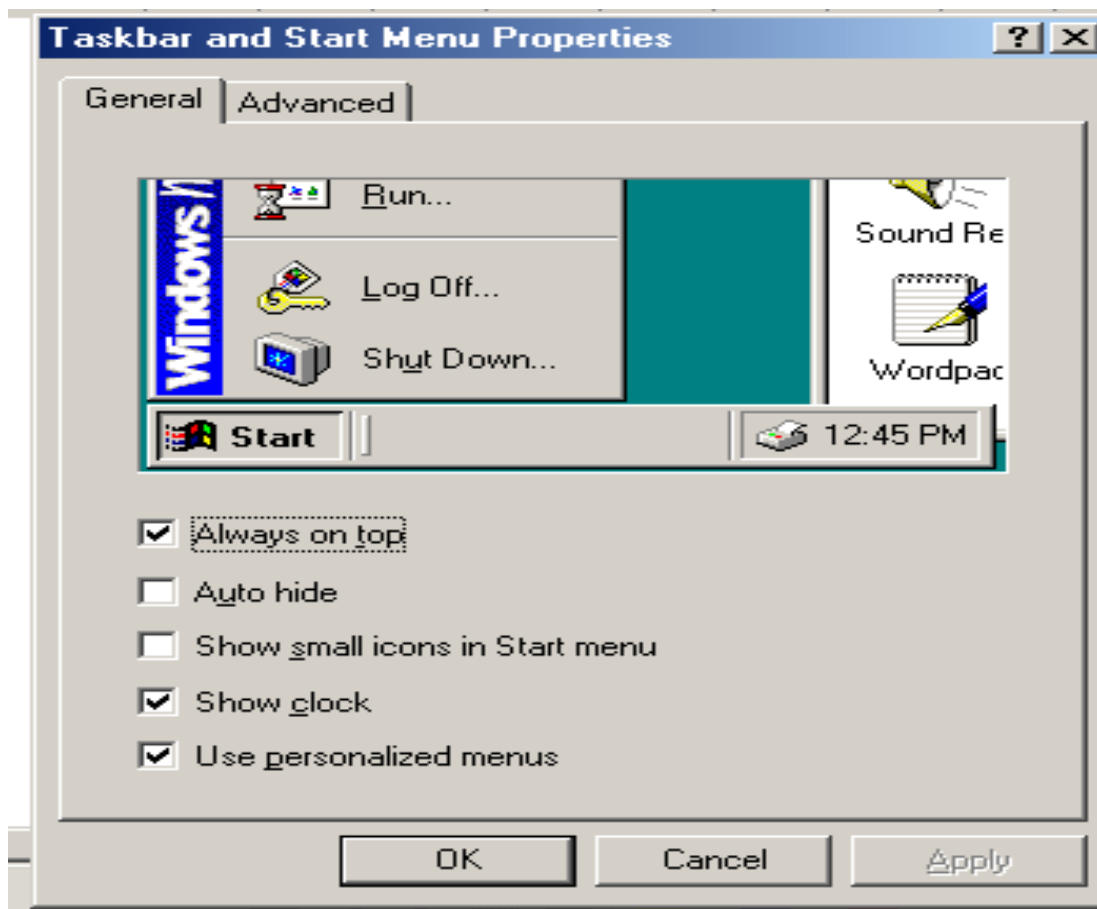 Taskbar and Start Menu Properties
General Advanced
Windows
Run...
Log Off...
Shut Down...
Sound Re
Wordpac
Start
12:45 PM
Always on top
Auto hide
Show small icons in Start menu
Show clock
Use personalized menus
OK Cancel Apply